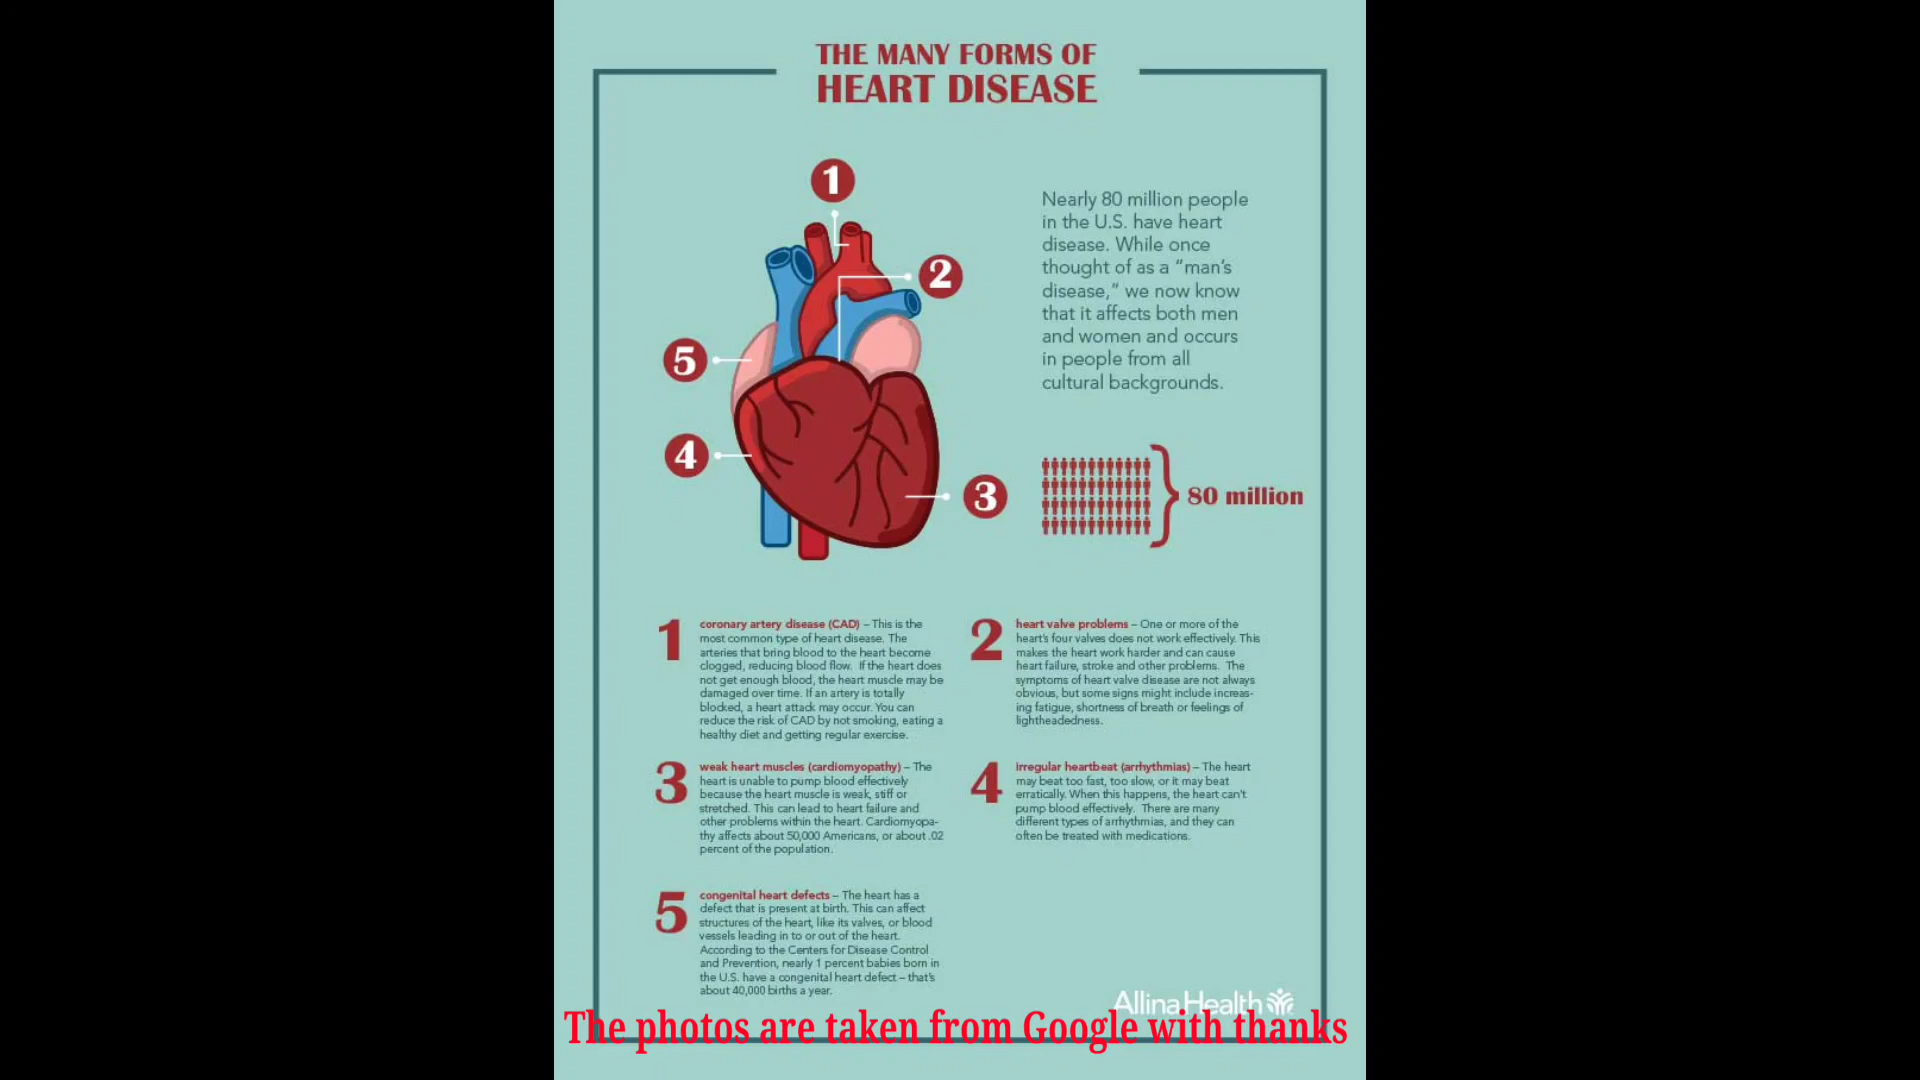 THE MANY FORMS OF
HEART DISEASE
1
2
5
4
3
Nearly 80 million people
in the U.S. have heart
disease. While once
thought of as a “man’s
disease,” we now know
that it affects both men
and women and occurs
in people from all
cultural backgrounds.
80 million
1
coronary artery disease (CAD) – This is the
most common type of heart disease. The
arteries that bring blood to the heart become
clogged, reducing blood flow. If the heart does
not get enough blood, the heart muscle may be
damaged over time. If an artery is totally
blocked, a heart attack may occur. You can
reduce the risk of CAD by not smoking, eating a
healthy diet and getting regular exercise.
2
heart valve problems – One or more of the
heart's four valves does not work effectively. This
makes the heart work harder and can cause
heart failure, stroke and other problems. The
symptoms of heart valve disease are not always
obvious, but some signs might include increas-
ing fatigue, shortness of breath or feelings of
lightheadedness.
3
weak heart muscles (cardiomyopathy) – The
heart is unable to pump blood effectively
because the heart muscle is weak, stiff or
stretched. This can lead to heart failure and
other problems within the heart. Cardiomyopa-
thy affects about 50,000 Americans, or about .02
percent of the population.
4
irregular heartbeat (arrhythmias) – The heart
may beat too fast, too slow, or it may beat
erratically. When this happens, the heart can't
pump blood effectively. There are many
different types of arrhythmias, and they can
often be treated with medications.
5
congenital heart defects – The heart has a
defect that is present at birth. This can affect
structures of the heart, like its valves, or blood
vessels leading in to or out of the heart.
According to the Centers for Disease Control
and Prevention, nearly 1 percent babies born in
the U.S. have a congenital heart defect – that's
about 40,000 births a year.
Allina Health
The photos are taken from Google with thanks